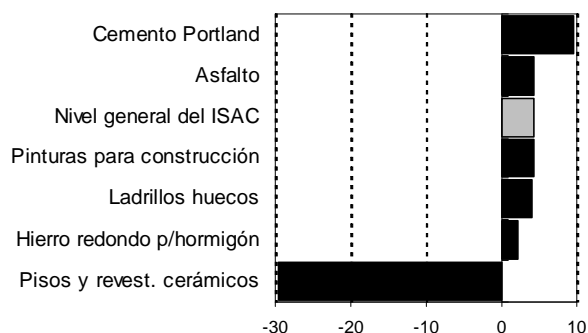 Cemento Portland
Asfalto
Nivel general del ISAC
Pinturas para construcción
Ladrillos huecos
Hierro redondo p/hormigón
Pisos y revest. cerámicos
-30 -20 -10 0 10